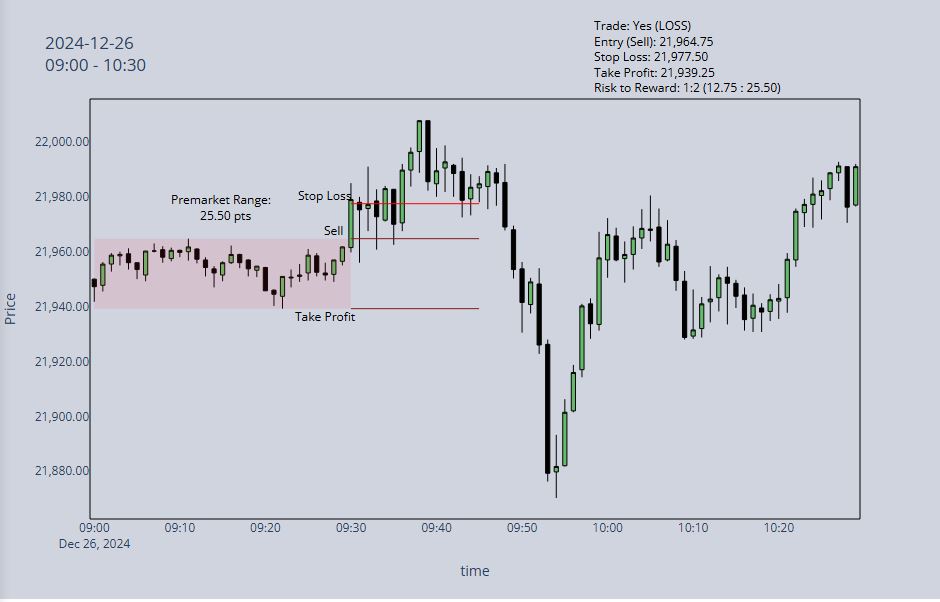 2024-12-26
09:00 - 10:30
Trade: Yes (LOSS)
Entry (Sell): 21,964.75
Stop Loss: 21,977.50
Take Profit: 21,939.25
Risk to Reward: 1:2 (12.75 : 25.50)
22,000.00
21,980.00
21,960.00
21,940.00
21,920.00
21,900.00
21,880.00
Price
Premarket Range:
25.50 pts
Stop Loss
Sell
Take Profit
09:00 09:10 09:20 09:30 09:40 09:50 10:00 10:10 10:20
Dec 26, 2024
time